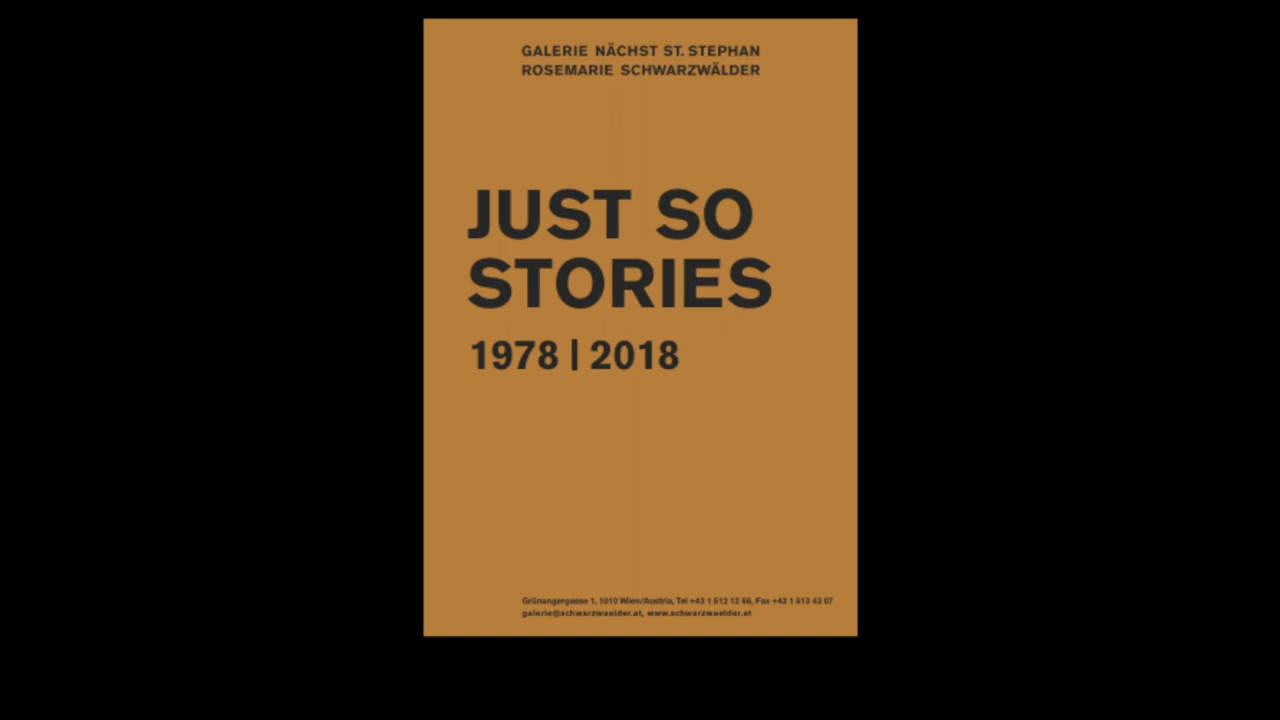 GALERIE NÄCHST ST. STEPHAN
ROSEMARIE SCHWARZWÄLDER
JUST SO
STORIES
1978 | 2018
Grünangergasse 1, 1010 Wien/Austria, Tel +43 1 512 12 66, Fax +43 1 513 43 07
galerie@schwarzwaelder.at, www.schwarzwaelder.at